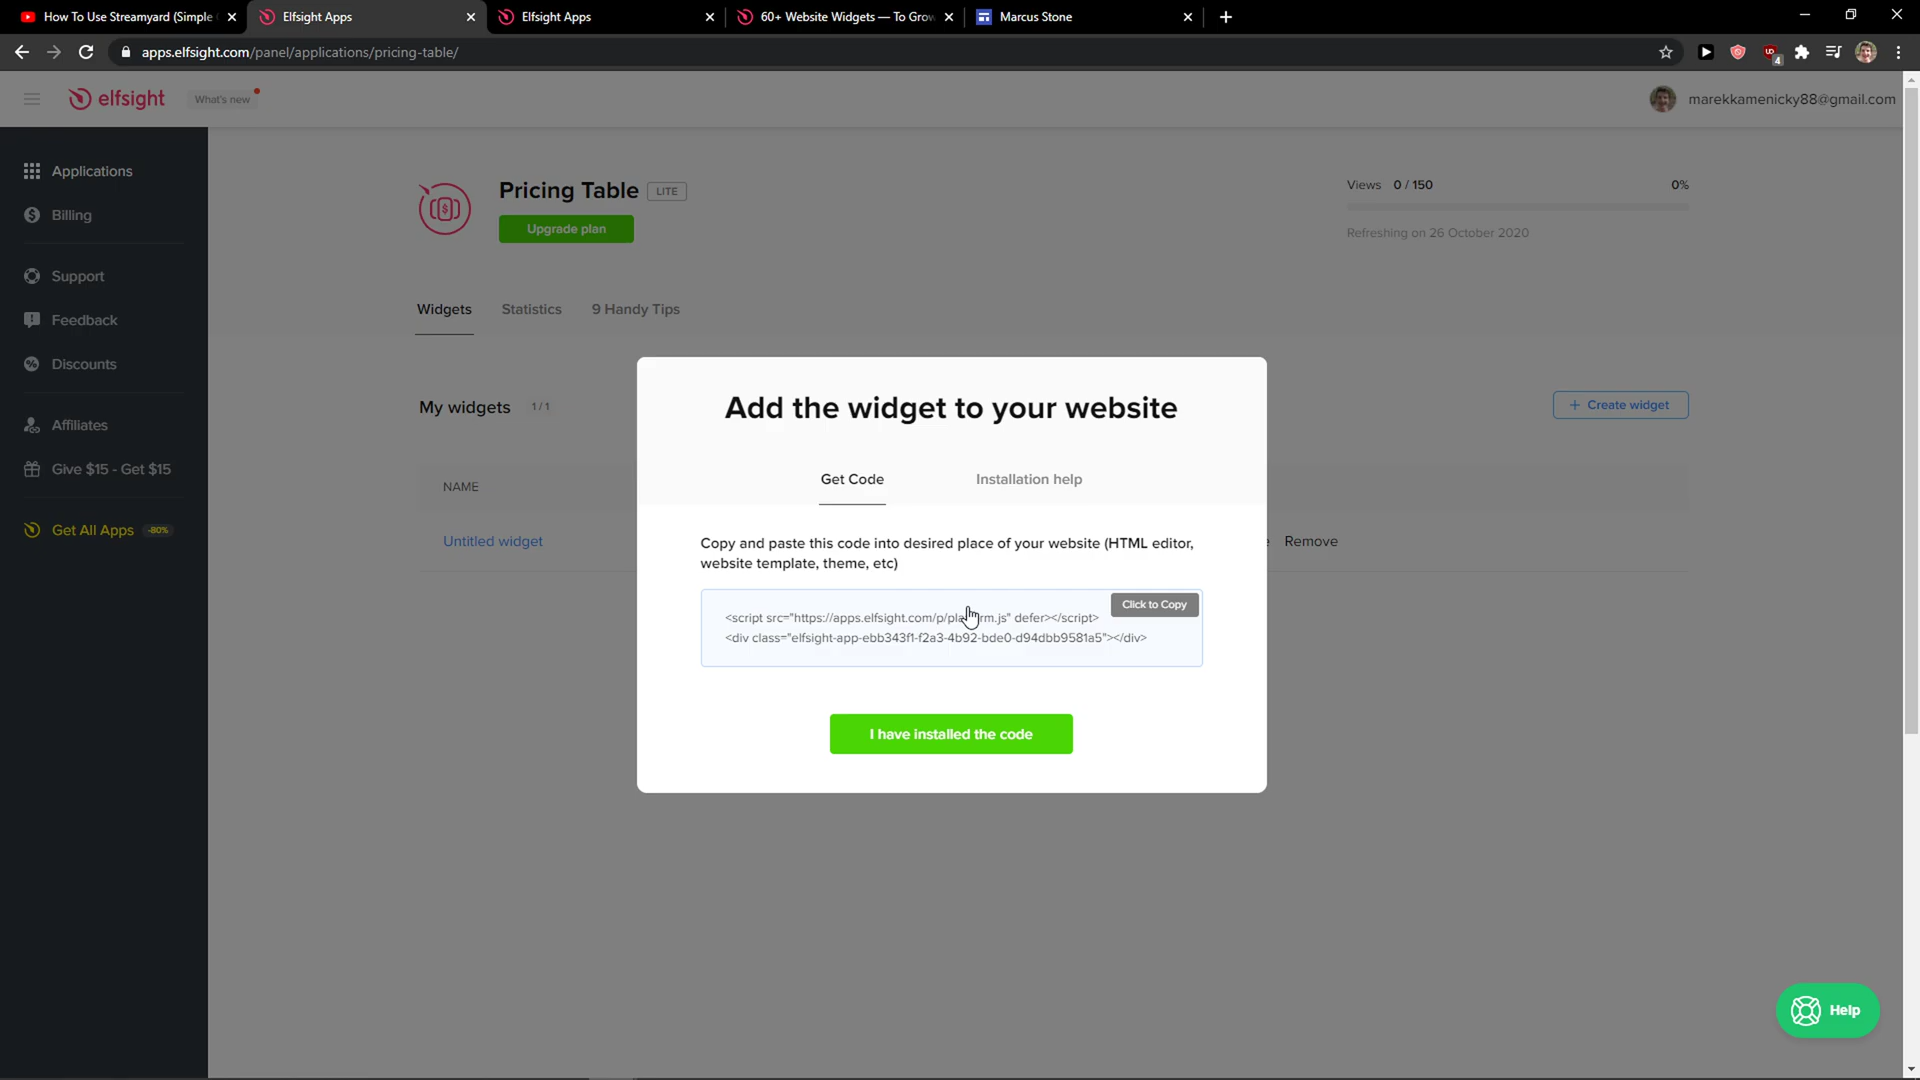 How To Use Streamyard (Simple
Elfsight Apps
Elfsight Apps
60+ Website Widgets — To Grow
Marcus Stone
apps.elfsight.com/panel/applications/pricing-table/
4
elfsight
What's new
marekkamenicky88@gmail.com
Applications
Billing
Support
Feedback
Discounts
Affiliates
Give $15 - Get $15
Get All Apps -80%
Pricing Table LITE
Upgrade plan
Views 0 / 150 0%
Refreshing on 26 October 2020
Widgets Statistics 9 Handy Tips
My widgets 1 / 1
+ Create widget
NAME
Untitled widget
Remove
Add the widget to your website
Get Code Installation help
Copy and paste this code into desired place of your website (HTML editor,
website template, theme, etc)
Click to Copy
<script src="https://apps.elfsight.com/p/platform.js" defer></script>
<div class="elfsight-app-ebb343f1-f2a3-4b92-bde0-d94dbb9581a5"></div>
I have installed the code
Help